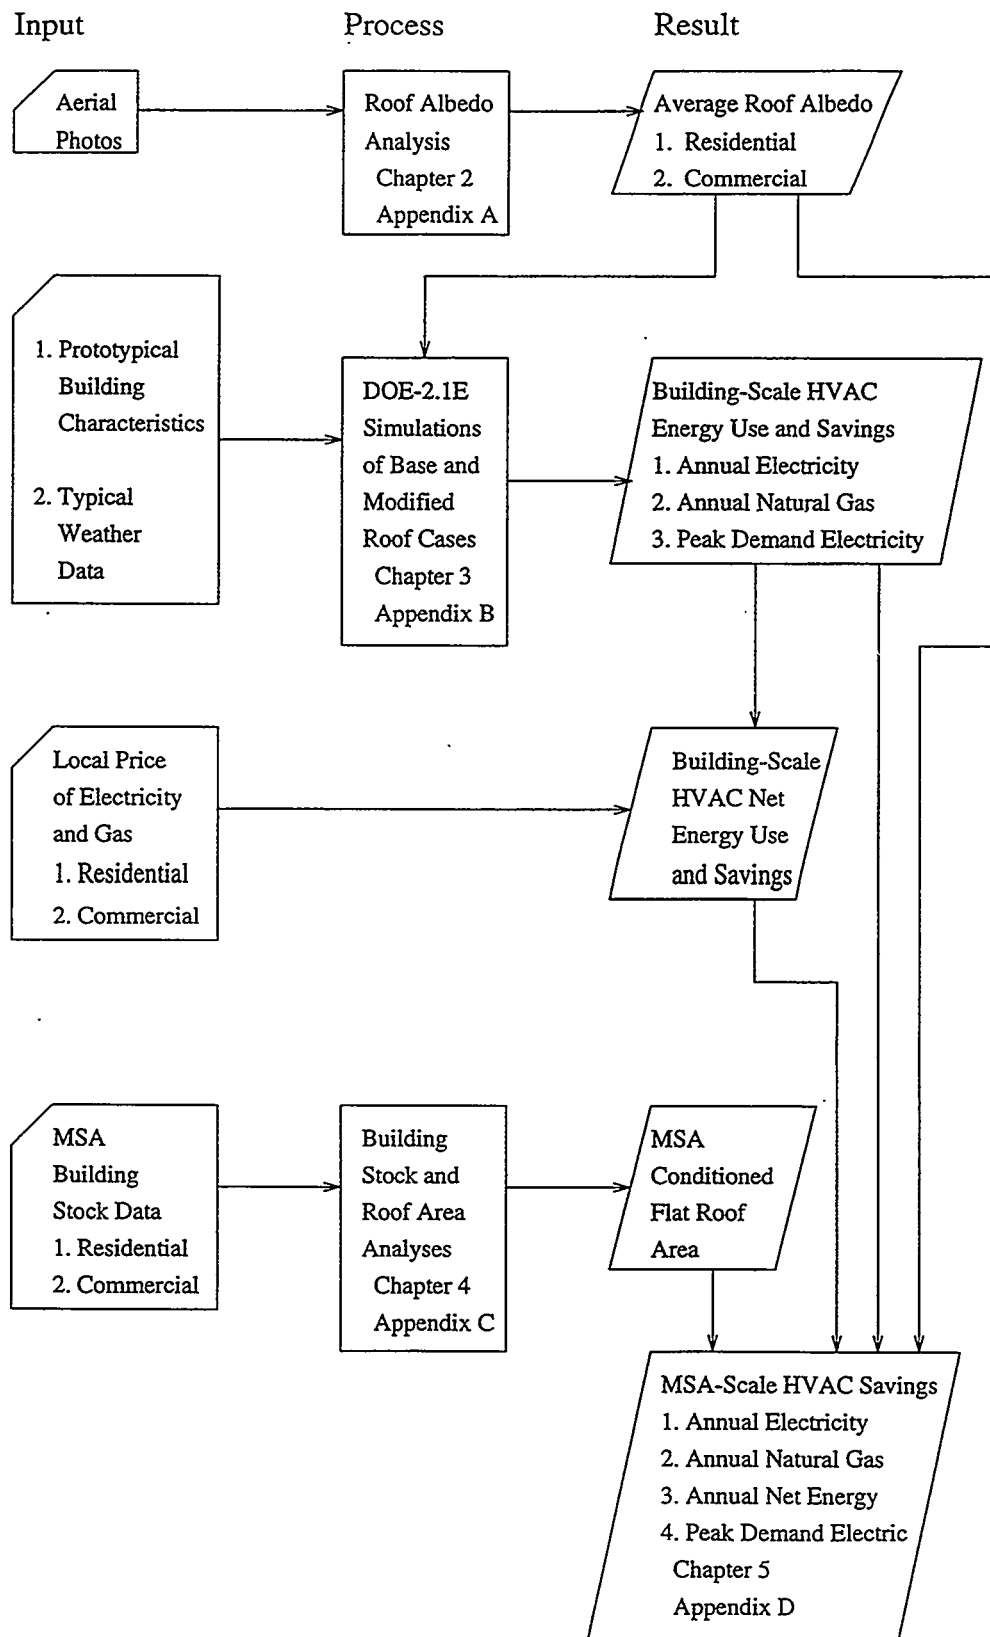 Input
Process
Result
Aerial
Photos
Roof Albedo
Analysis
Chapter 2
Appendix A
Average Roof Albedo
1. Residential
2. Commercial
1. Prototypical
Building
Characteristics
2. Typical
Weather
Data
DOE-2.1E
Simulations
of Base and
Modified
Roof Cases
Chapter 3
Appendix B
Building-Scale HVAC
Energy Use and Savings
1. Annual Electricity
2. Annual Natural Gas
3. Peak Demand Electricity
Local Price
of Electricity
and Gas
1. Residential
2. Commercial
Building-Scale
HVAC Net
Energy Use
and Savings
MSA
Building
Stock Data
1. Residential
2. Commercial
Building
Stock and
Roof Area
Analyses
Chapter 4
Appendix C
MSA
Conditioned
Flat Roof
Area
MSA-Scale HVAC Savings
1. Annual Electricity
2. Annual Natural Gas
3. Annual Net Energy
4. Peak Demand Electric
Chapter 5
Appendix D